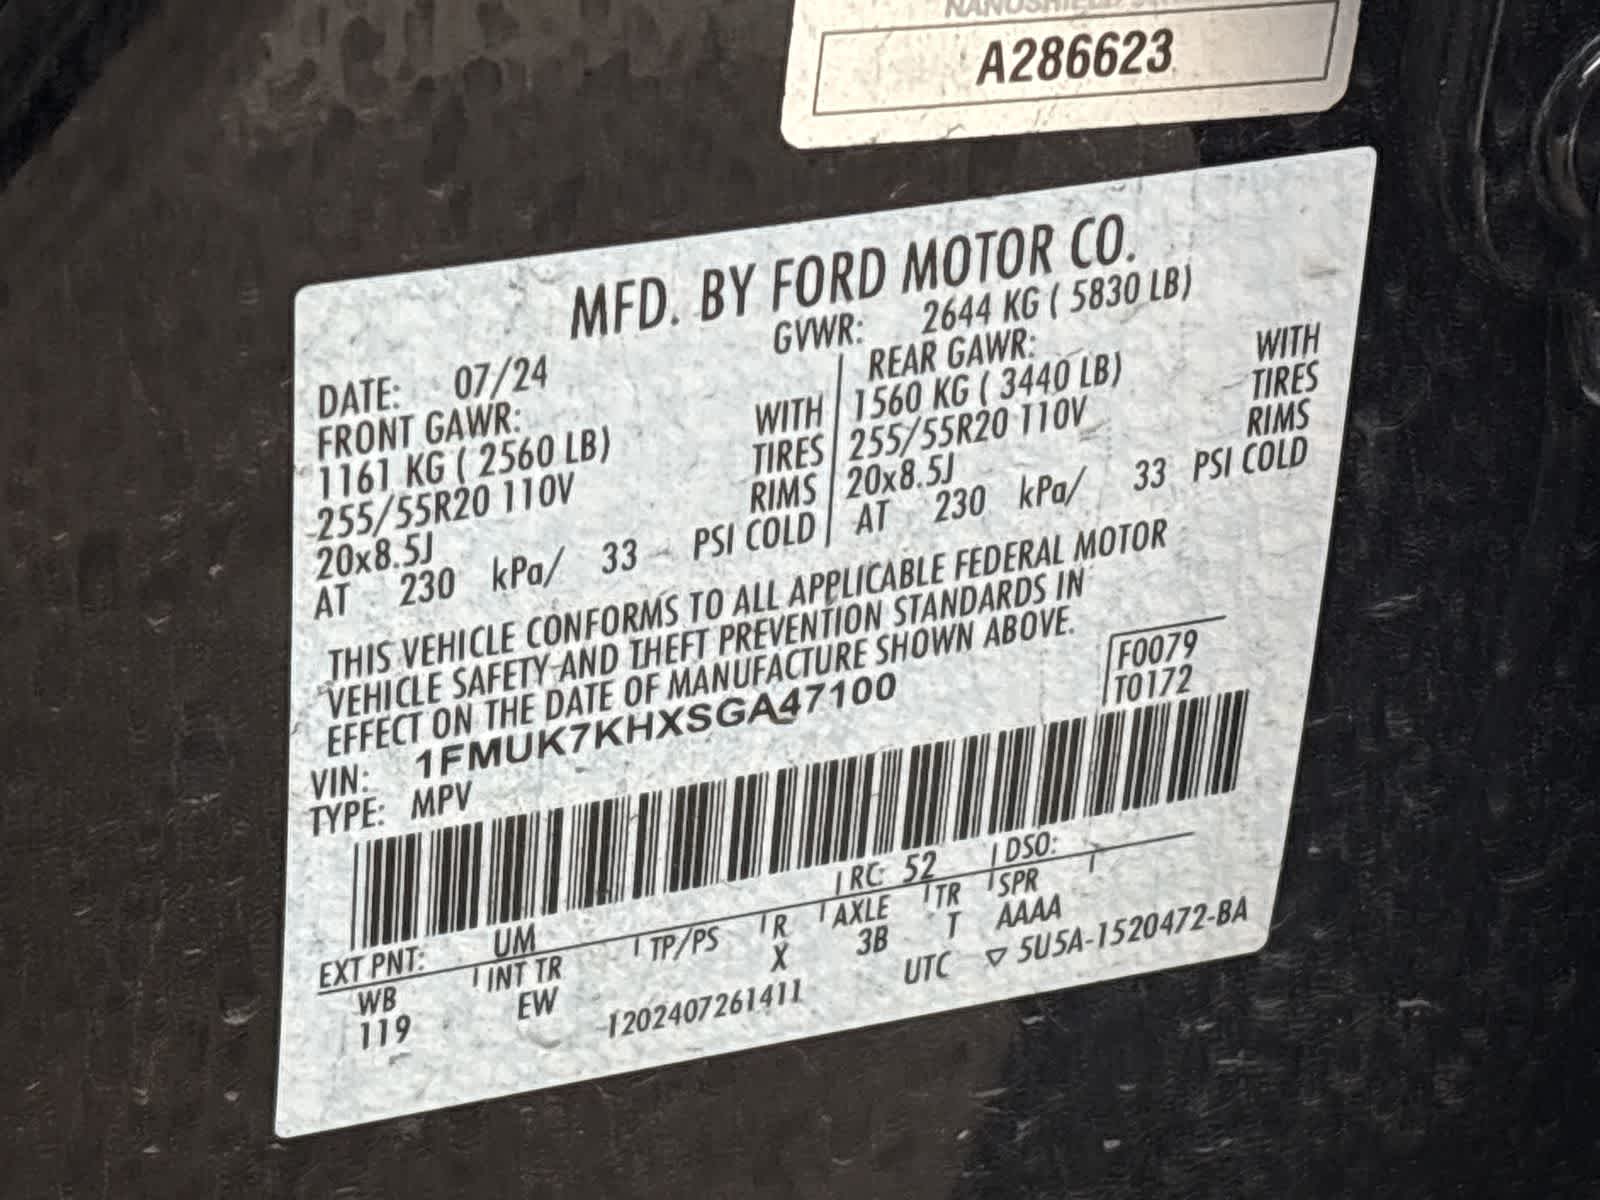 NANOSHIELD
A286623
MFD. BY FORD MOTOR CO.
DATE: 07/24 GVWR: 2644 KG ( 5830 LB)
FRONT GAWR: REAR GAWR:
1161 KG ( 2560 LB) WITH 1560 KG ( 3440 LB) WITH
255/55R20 110V TIRES 255/55R20 110V TIRES
20x8.5J RIMS 20x8.5J RIMS
AT 230 kPa/ 33 PSI COLD AT 230 kPa/ 33 PSI COLD
THIS VEHICLE CONFORMS TO ALL APPLICABLE FEDERAL MOTOR
VEHICLE SAFETY AND THEFT PREVENTION STANDARDS IN
EFFECT ON THE DATE OF MANUFACTURE SHOWN ABOVE.
F0079
T0172
VIN: 1FMUK7KHXSGA47100
TYPE: MPV
EXT PNT: UM RC: 52 DSO:
WB INT TR TP/PS R AXLE TR SPR
119 EW X 3B T AAAA
1202407261411 UTC ▽ 5U5A-1520472-BA